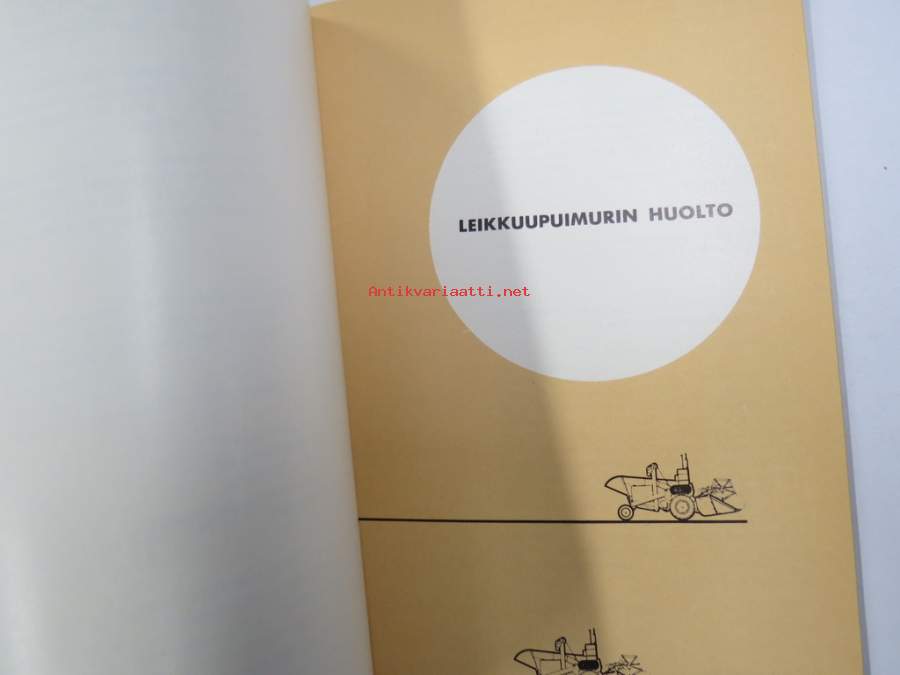 LEIKKUUPUIMURIN HUOLTO
Antikvariaatti.net